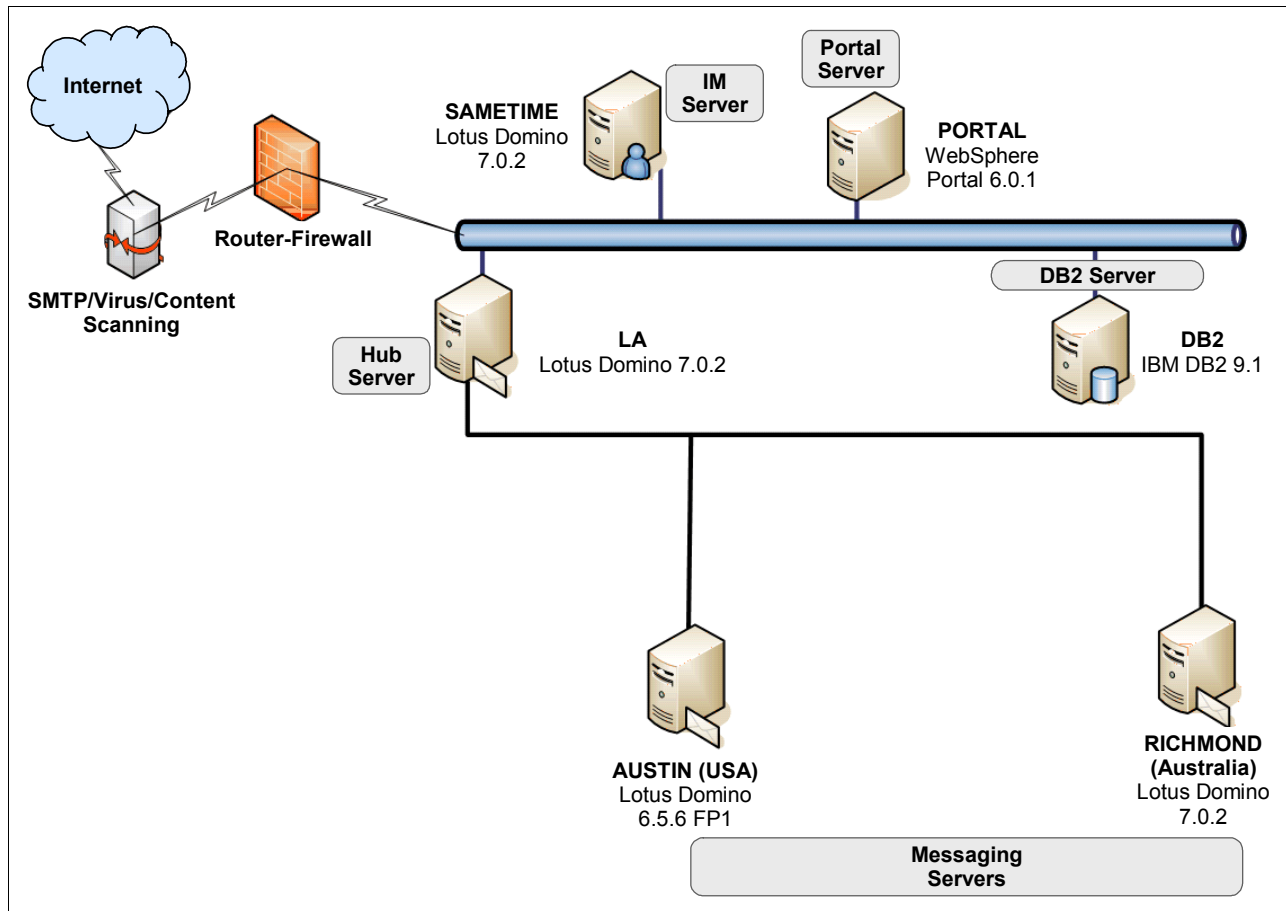 Internet
SMTP/Virus/Content
Scanning
Router-Firewall
SAMETIME
Lotus Domino
7.0.2
IM
Server
Portal
Server
PORTAL
WebSphere
Portal 6.0.1
Hub
Server
LA
Lotus Domino 7.0.2
DB2 Server
DB2
IBM DB2 9.1
AUSTIN (USA)
Lotus Domino
6.5.6 FP1
RICHMOND
(Australia)
Lotus Domino
7.0.2
Messaging
Servers